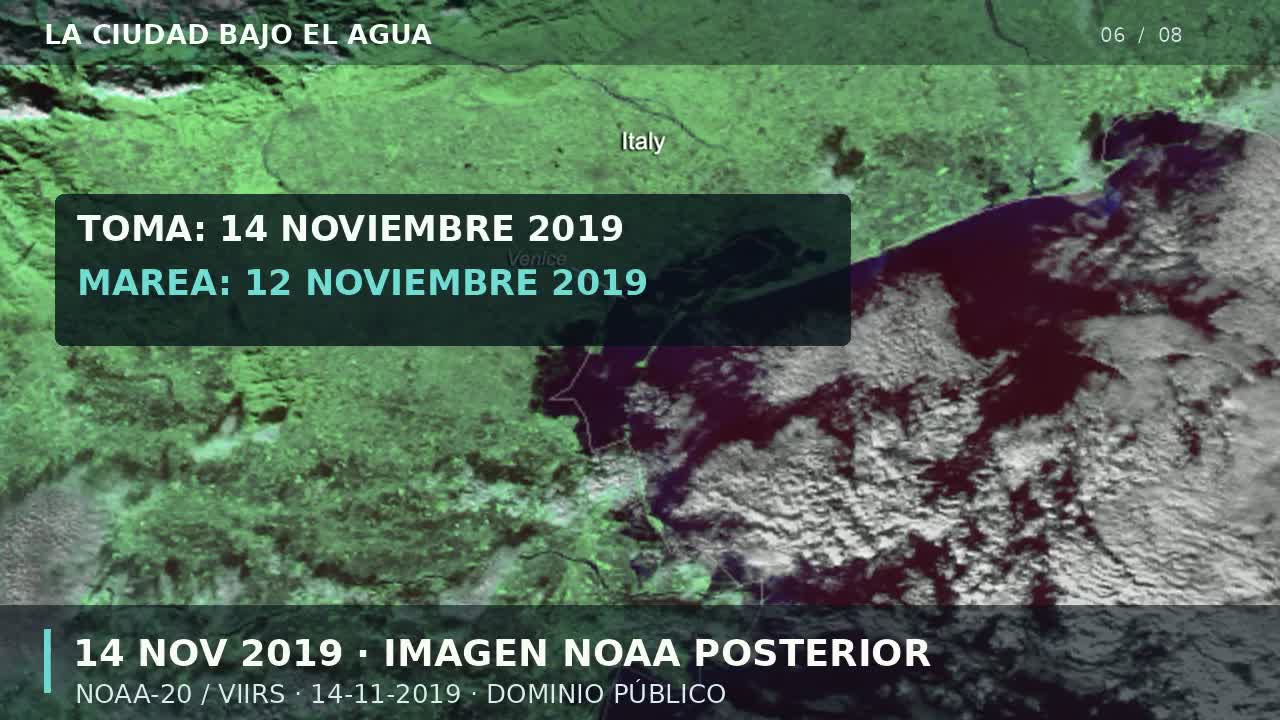 LA CIUDAD BAJO EL AGUA
06 / 08
Italy
TOMA: 14 NOVIEMBRE 2019
Venice
MAREA: 12 NOVIEMBRE 2019
14 NOV 2019 · IMAGEN NOAA POSTERIOR
NOAA-20 / VIIRS · 14-11-2019 · DOMINIO PÚBLICO